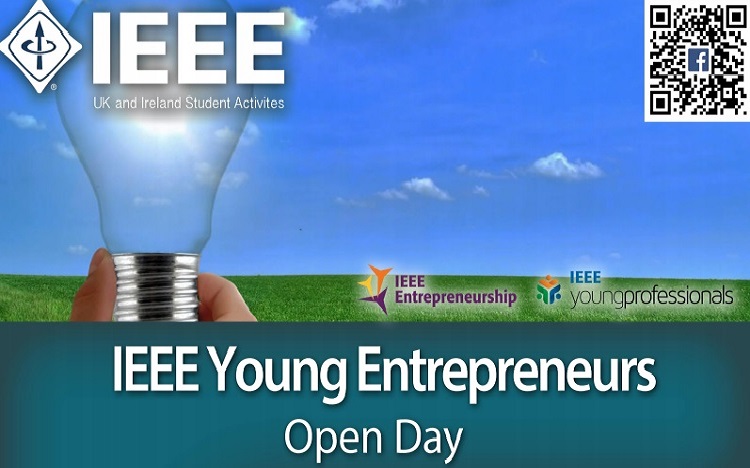 IEEE
UK and Ireland Student Activites
IEEE
Entrepreneurship
IEEE
youngprofessionals
IEEE Young Entrepreneurs
Open Day